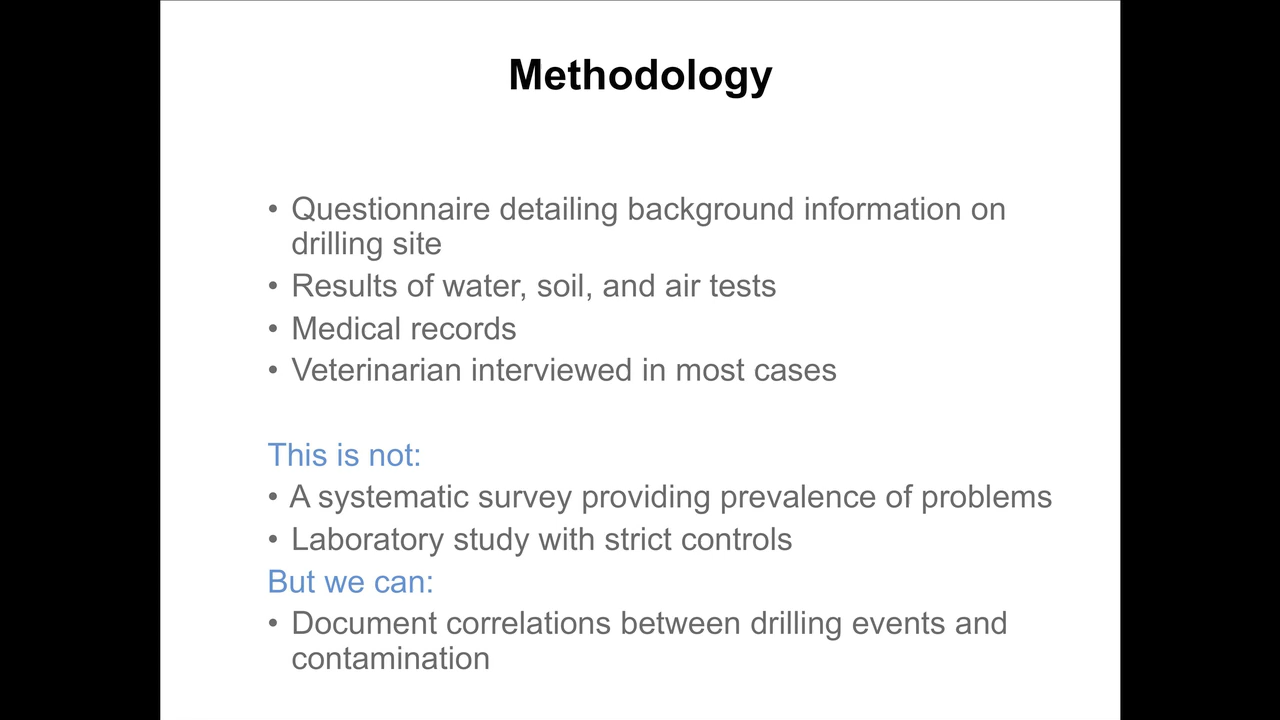 Methodology
• Questionnaire detailing background information on
drilling site
• Results of water, soil, and air tests
• Medical records
• Veterinarian interviewed in most cases
This is not:
• A systematic survey providing prevalence of problems
• Laboratory study with strict controls
But we can:
• Document correlations between drilling events and
contamination